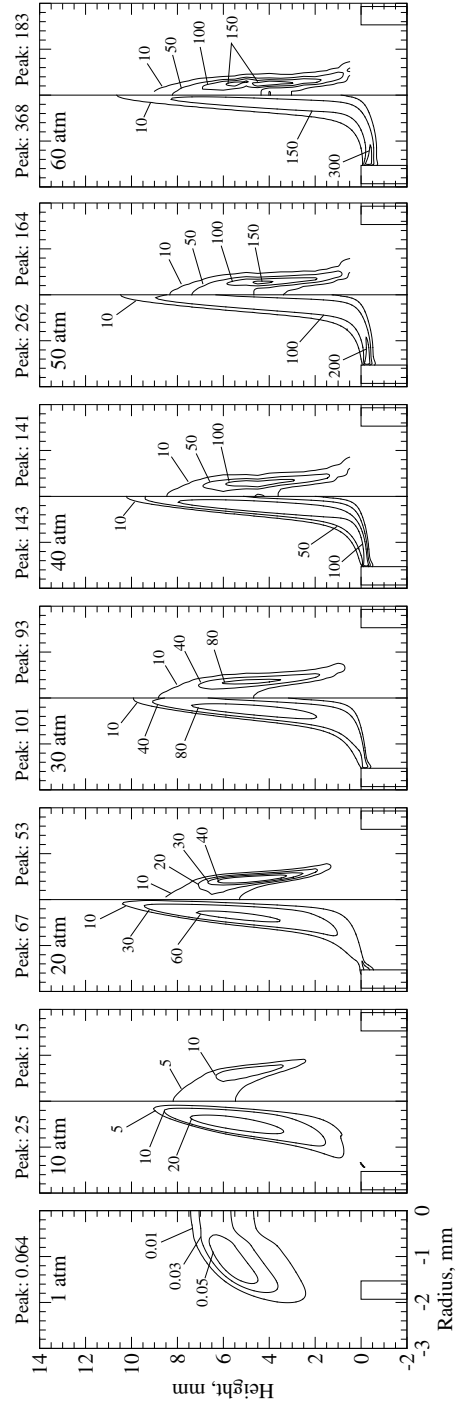 Peak: 0.064
1 atm
0.01
0.03
0.05
Peak: 25 Peak: 15
10 atm
5
10
20
5
10
Peak: 67 Peak: 53
20 atm
10
30
60
10
20
30
40
Peak: 101 Peak: 93
30 atm
10
40
80
10
40
80
Peak: 143 Peak: 141
40 atm
10
50
100
10
50
100
Peak: 262 Peak: 164
50 atm
10
100
200
10
50
150
100
Peak: 368 Peak: 183
60 atm
10
150
300
10
50
100
150
Height, mm
14
12
10
8
6
4
2
0
-2
-3 -2 -1 0
Radius, mm